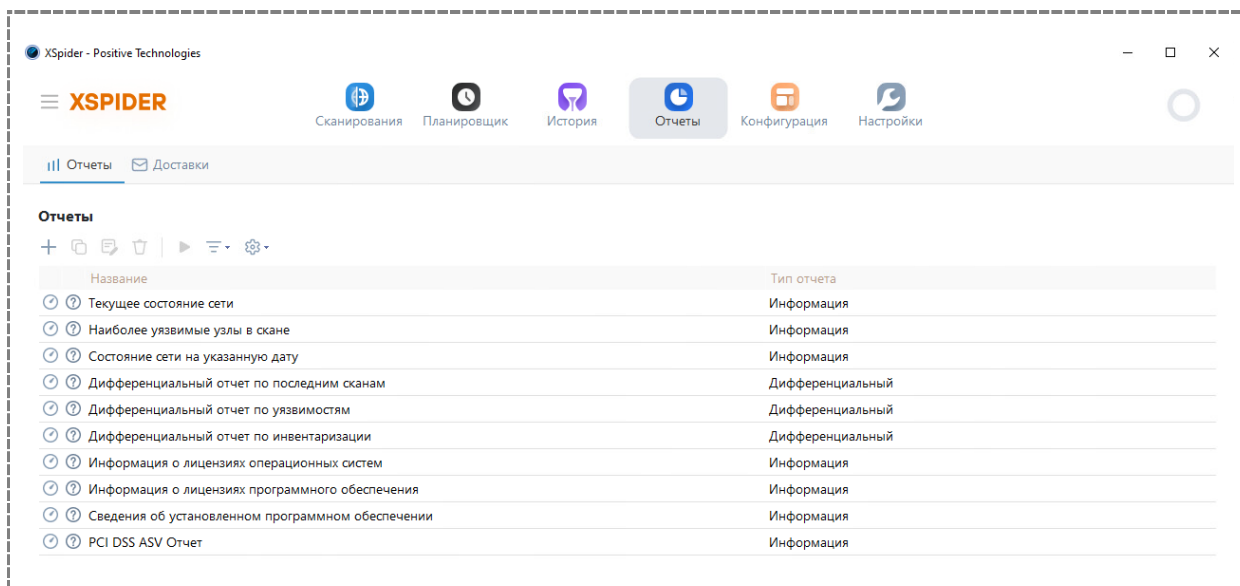 XSpider - Positive Technologies
XSPIDER
Сканирования Планировщик История Отчеты Конфигурация Настройки
Отчеты Доставки
Отчеты
Название Тип отчета
Текущее состояние сети Информация
Наиболее уязвимые узлы в скане Информация
Состояние сети на указанную дату Информация
Дифференциальный отчет по последним сканам Дифференциальный
Дифференциальный отчет по уязвимостям Дифференциальный
Дифференциальный отчет по инвентаризации Дифференциальный
Информация о лицензиях операционных систем Информация
Информация о лицензиях программного обеспечения Информация
Сведения об установленном программном обеспечении Информация
PCI DSS ASV Отчет Информация